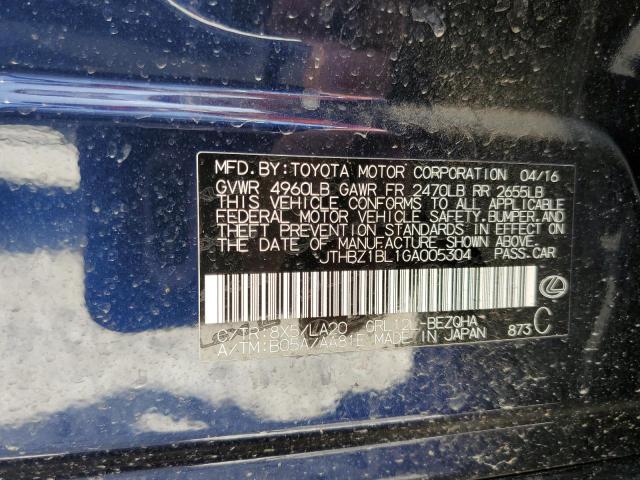 MFD. BY: TOYOTA MOTOR CORPORATION 04/16
GVWR 4960LB GAWR FR 2470LB RR 2655LB
THIS VEHICLE CONFORMS TO ALL APPLICABLE
FEDERAL MOTOR VEHICLE SAFETY, BUMPER, AND
THEFT PREVENTION STANDARDS IN EFFECT ON
THE DATE OF MANUFACTURE SHOWN ABOVE.
JTHBZ1BL1GA005304 PASS. CAR
C/TR: 8X5/LA20 GRL12L-BEZQHA
A/TM: B05A/AA81E MADE IN JAPAN 873 C